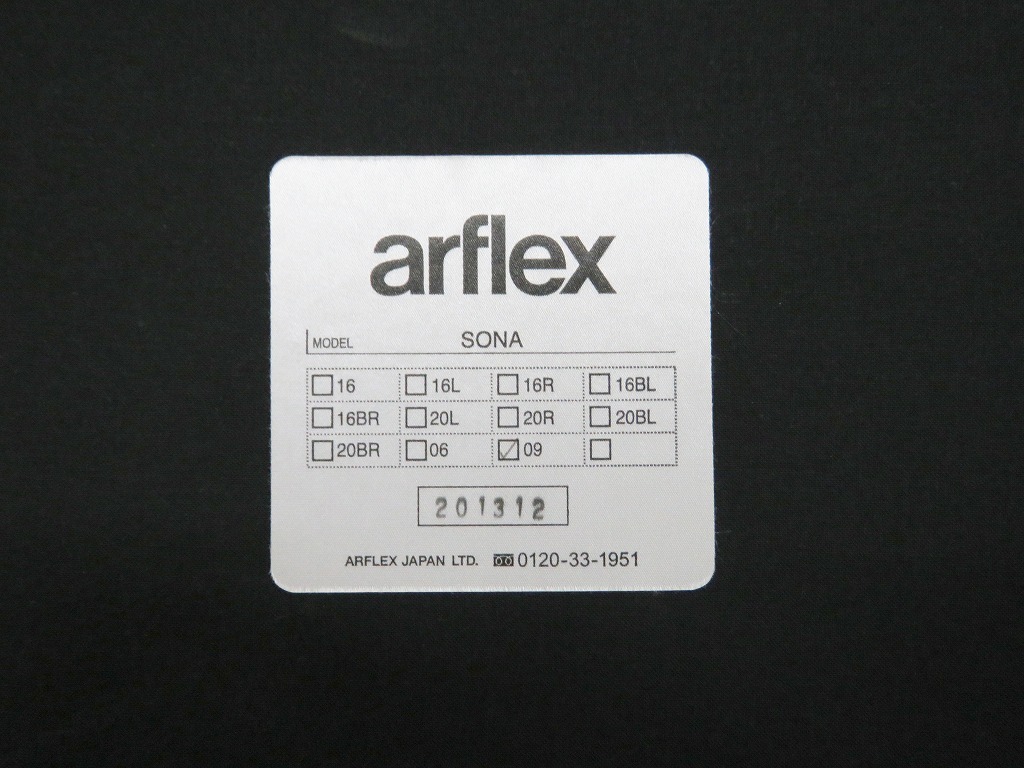 arflex
MODEL SONA
☐ 16 ☐ 16L ☐ 16R ☐ 16BL
☐ 16BR ☐ 20L ☐ 20R ☐ 20BL
☐ 20BR ☐ 06 ☑ 09 ☐
201312
ARFLEX JAPAN LTD. 0120-33-1951